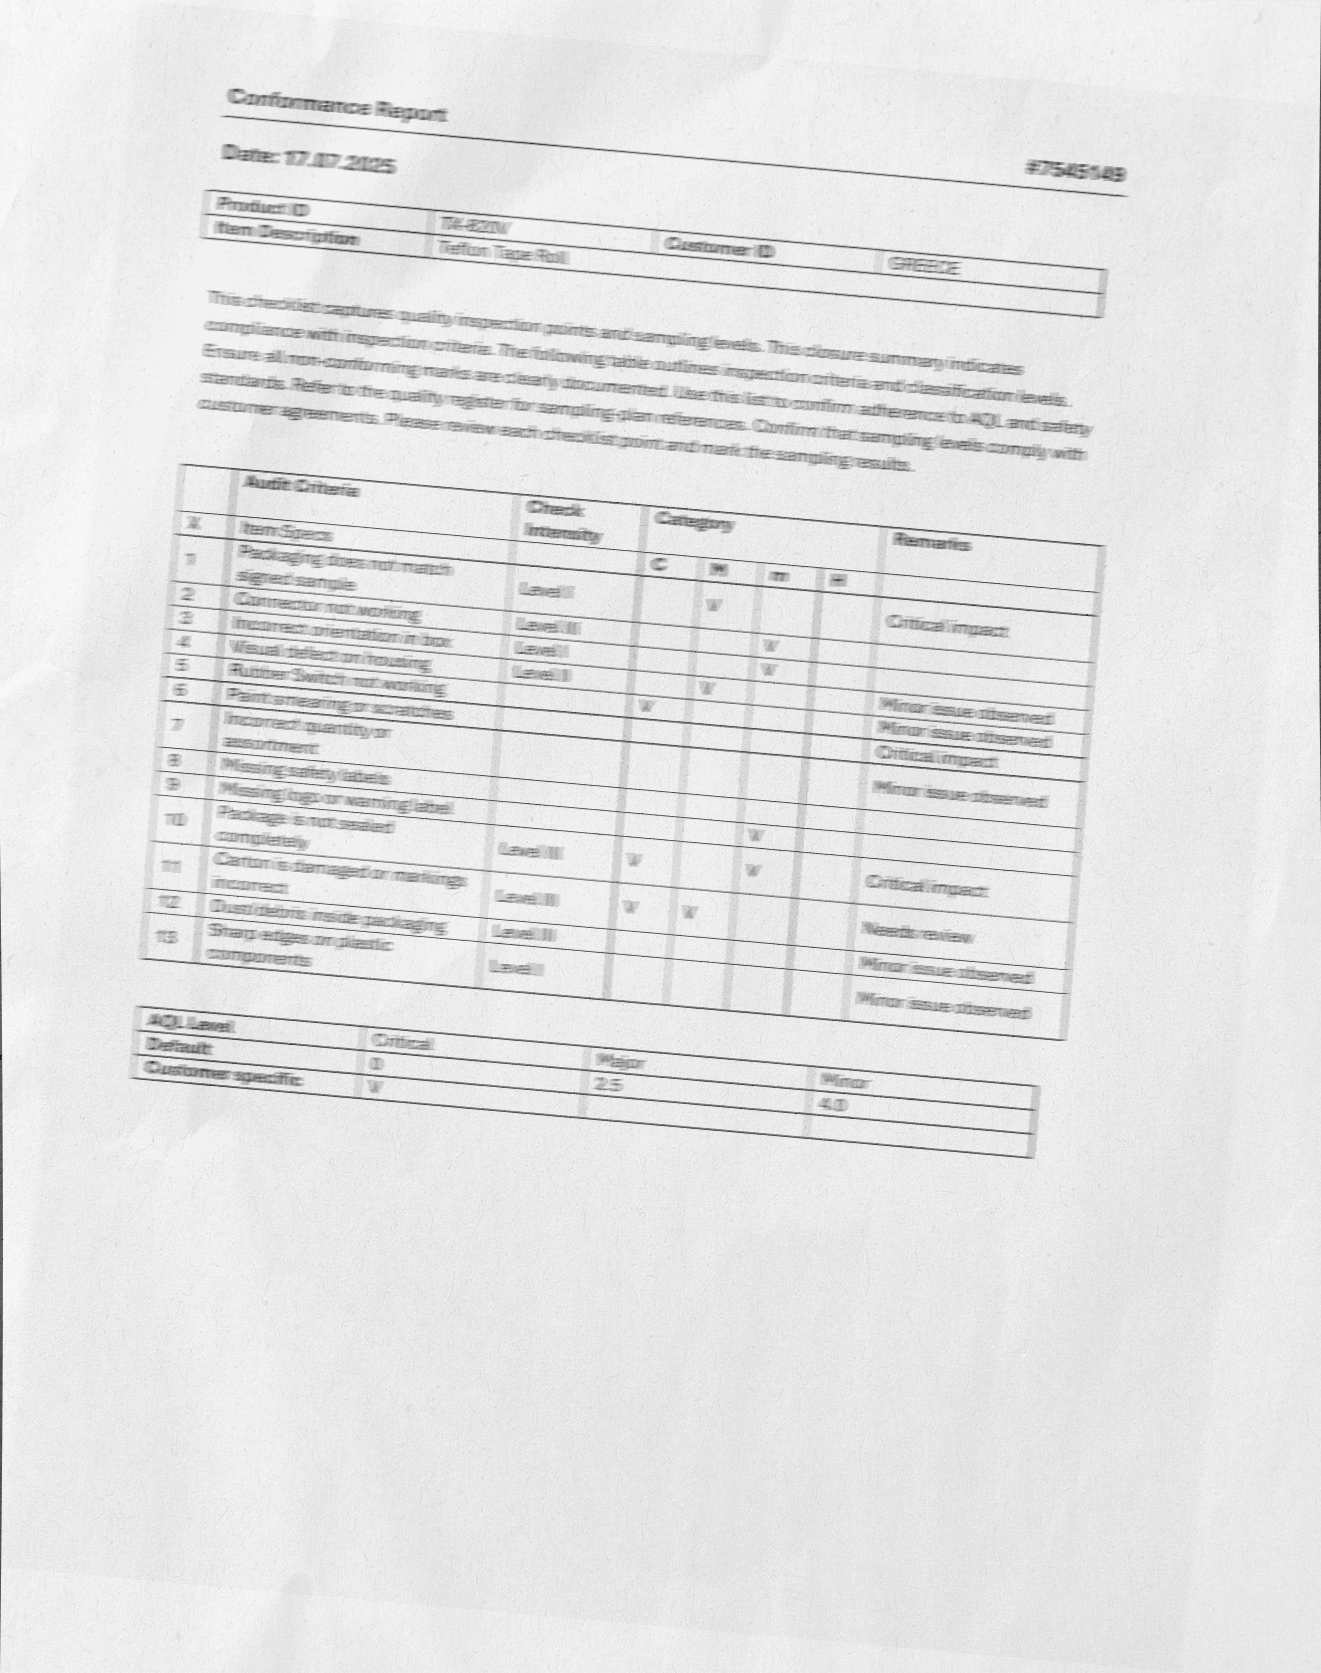 Conformance Report
Date: 17.07.2025
Product ID Customer ID GREECE
Item Description Teflon Tape Roll
This checklist captures quality inspection points and sampling levels. This closure summary indicates
compliance with inspection criteria. The following table outlines inspection criteria and classification levels.
Ensure all non-conforming marks are clearly documented. Use this list to confirm adherence to AQL and safety
standards. Refer to the quality register for sampling plan references. Confirm that sampling levels comply with
customer agreements. Please review each checklist point and mark the sampling results.
Audit Criteria Check Intensity Category Remarks
X Item Specs C M m H
1 Packaging does not match signed sample Level I V Critical impact
2 Connector not working Level III V
3 Incorrect orientation in box Level I V
4 Visual defect on housing Level II V Minor issue observed
5 Rubber Switch not working V Minor issue observed
6 Paint smearing or scratches Critical impact
7 Incorrect quantity or assortment Minor issue observed
8 Missing safety labels
9 Missing logo or warning label V
10 Package is not sealed completely Level III V V Critical impact
11 Carton is damaged or markings incorrect Level II V V Needs review
12 Dust/debris inside packaging Level II Minor issue observed
13 Sharp edges on plastic components Level I Minor issue observed
AQL Level Critical Major Minor
Default 0 2.5 4.0
Customer specific V